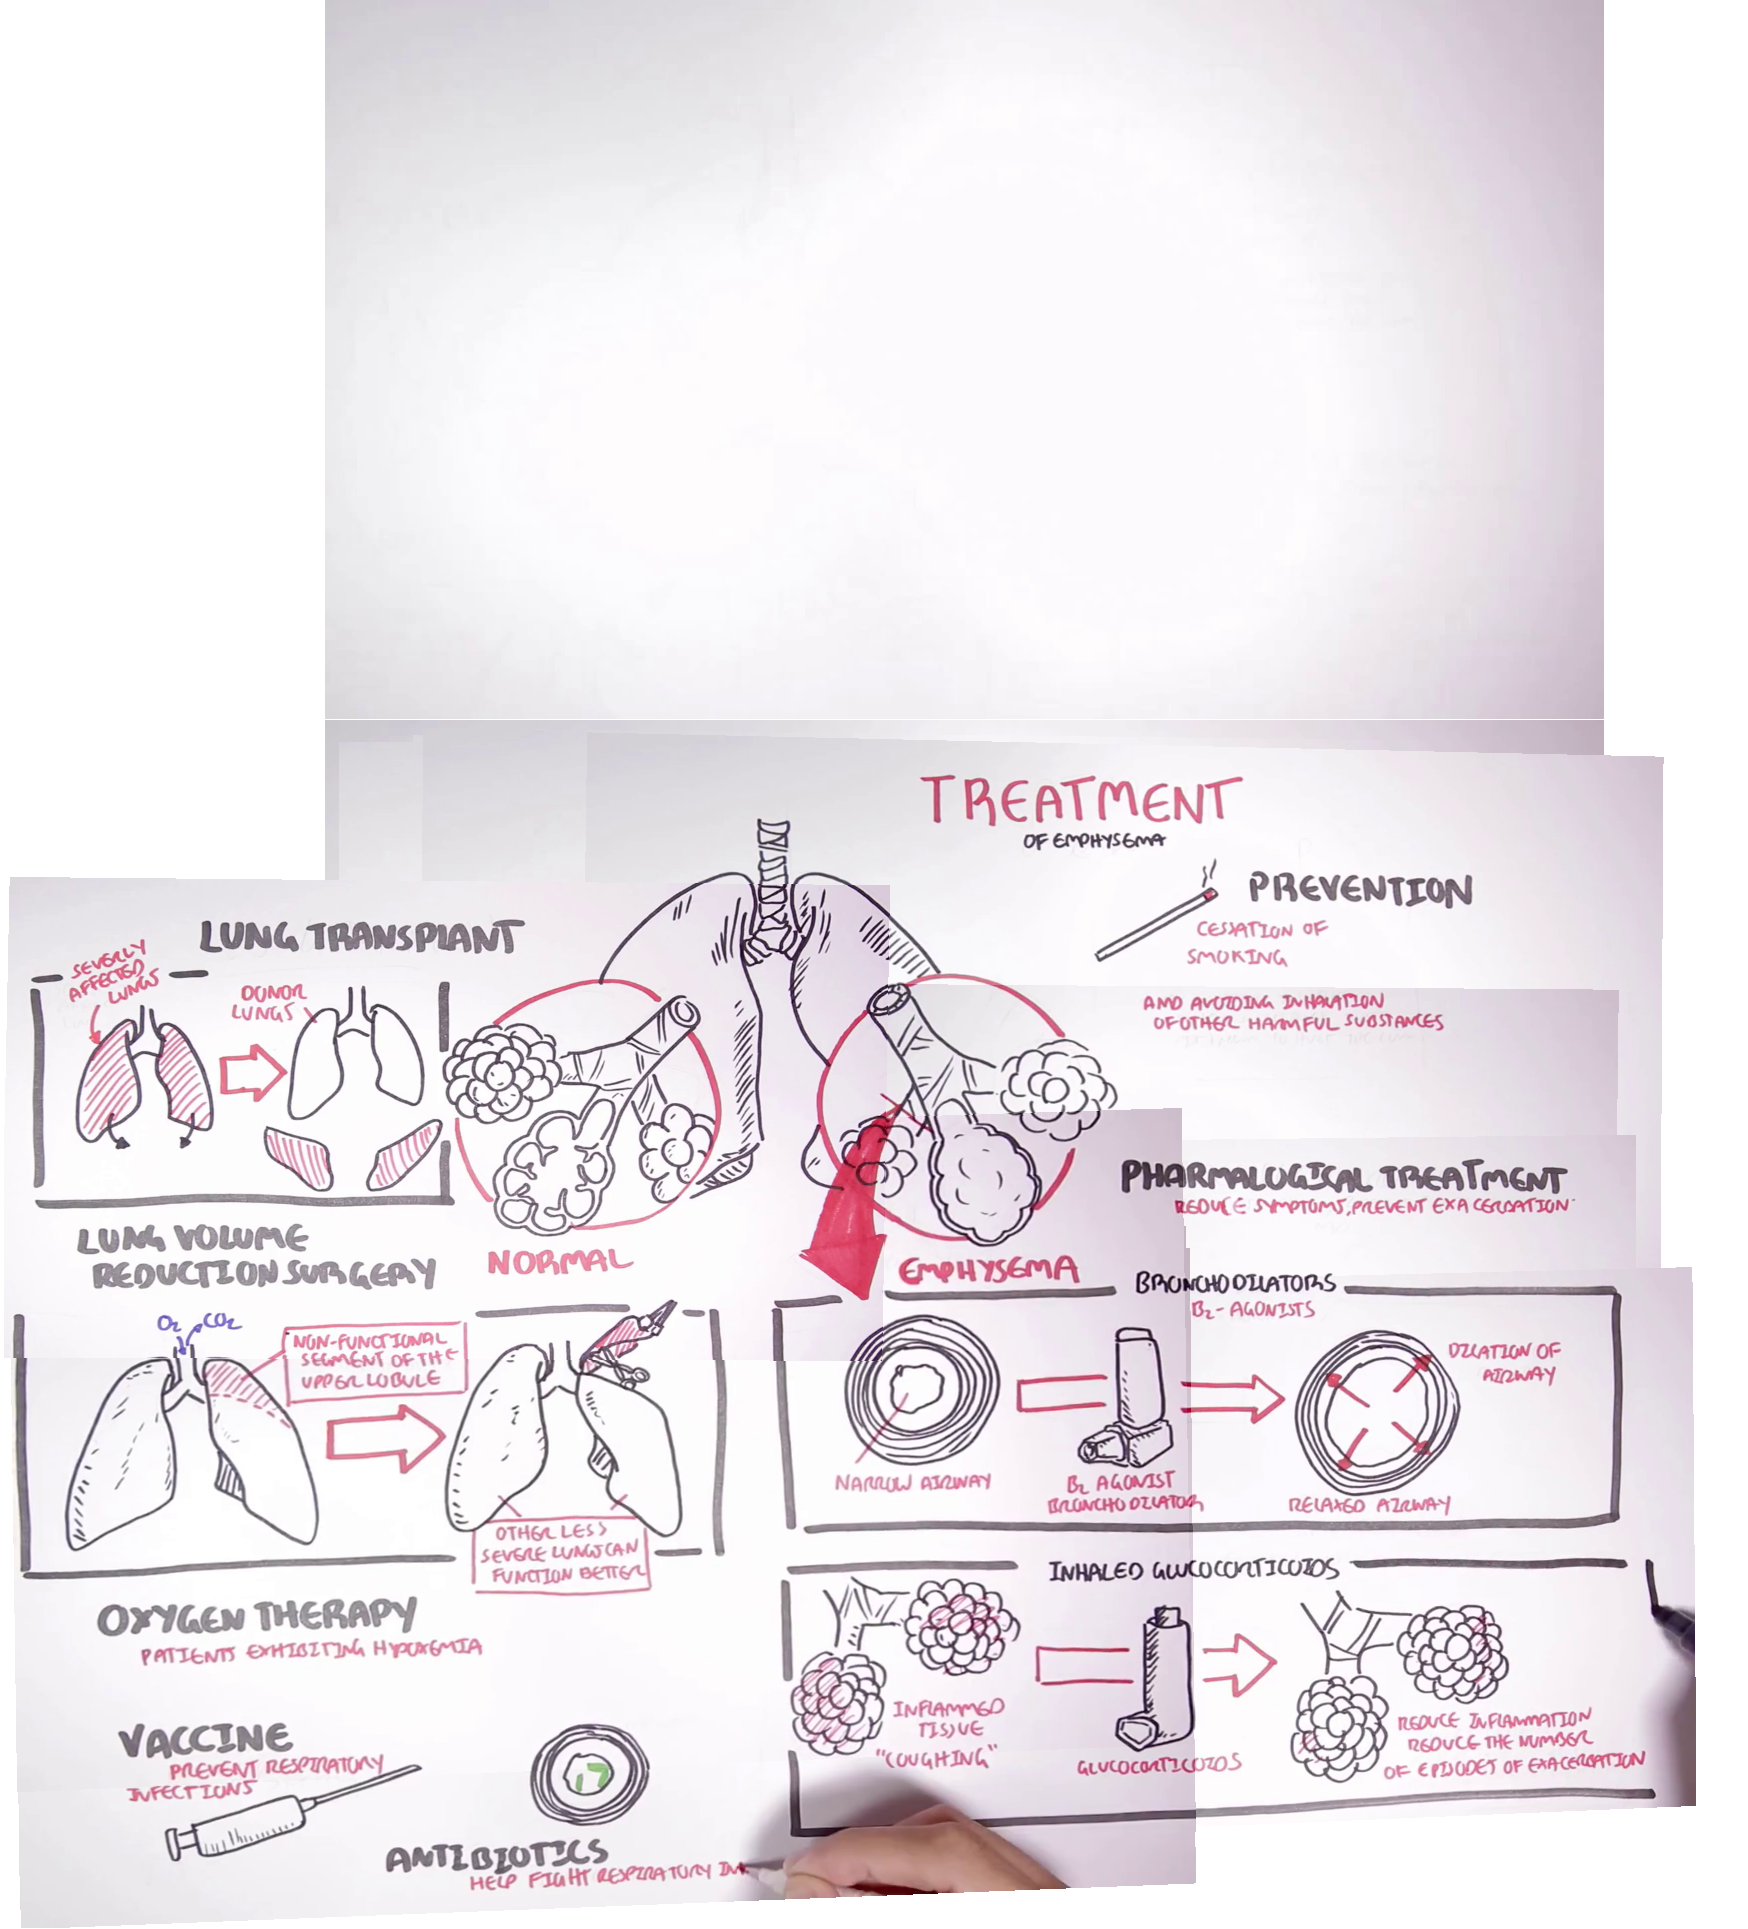 TREATMENT
OF EMPHYSEMA
PREVENTION
CESSATION OF
SMOKING
AND AVOIDING INHALATION
OF OTHER HARMFUL SUBSTANCES
LUNG TRANSPLANT
SEVERLY
AFFECTED
LUNGS
DONOR
LUNGS
NORMAL
EMPHYSEMA
PHARMALOGICAL TREATMENT
REDUCE SYMPTOMS, PREVENT EXACERBATION
LUNG VOLUME
REDUCTION SURGERY
O2 CO2
NON-FUNCTIONAL
SEGMENT OF THE
UPPER LOBULE
OTHER LESS
SEVERE LUNGS CAN
FUNCTION BETTER
BRONCHODILATORS
B2-AGONISTS
NARROW AIRWAY
B2 AGONIST
BRONCHODILATOR
DILATION OF
AIRWAY
RELAXED AIRWAY
INHALED GLUCOCORTICOIDS
INFLAMMED
TISSUE
"COUGHING"
GLUCOCORTICOIDS
REDUCE INFLAMMATION
REDUCE THE NUMBER
OF EPISODES OF EXACERBATION
OXYGEN THERAPY
PATIENTS EXHIBITING HYPOXEMIA
VACCINE
PREVENT RESPIRATORY
INFECTIONS
ANTIBIOTICS
HELP FIGHT RESPIRATORY IN